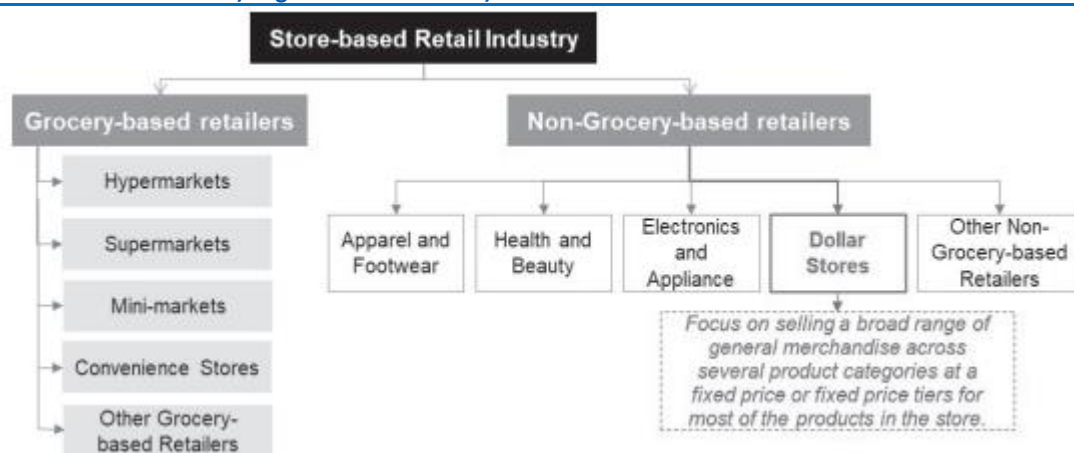 Store-based Retail Industry
Grocery-based retailers
Hypermarkets
Supermarkets
Mini-markets
Convenience Stores
Other Grocery-
based Retailers
Non-Grocery-based retailers
Apparel and
Footwear
Health and
Beauty
Electronics
and
Appliance
Dollar
Stores
Other Non-
Grocery-based
Retailers
Focus on selling a broad range of
general merchandise across
several product categories at a
fixed price or fixed price tiers for
most of the products in the store.